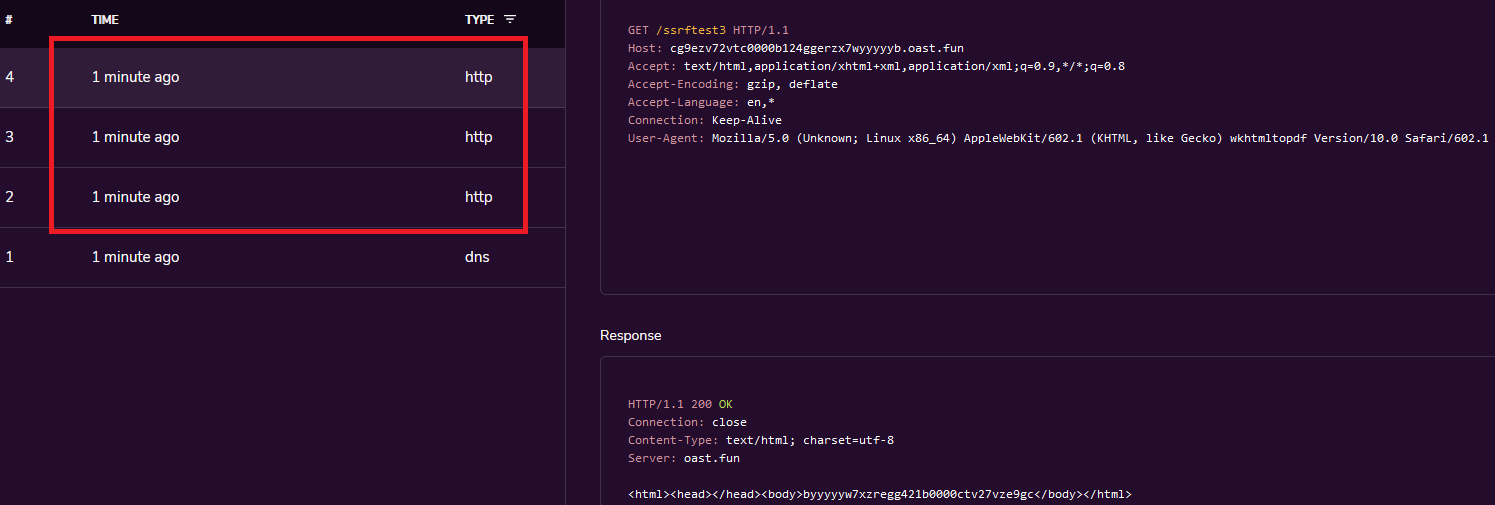 # TIME TYPE
4 1 minute ago http
3 1 minute ago http
2 1 minute ago http
1 1 minute ago dns
GET /ssrftest3 HTTP/1.1
Host: cg9ezv72vtc0000b124ggerzx7wyyyyyb.oast.fun
Accept: text/html,application/xhtml+xml,application/xml;q=0.9,*/*;q=0.8
Accept-Encoding: gzip, deflate
Accept-Language: en,*
Connection: Keep-Alive
User-Agent: Mozilla/5.0 (Unknown; Linux x86_64) AppleWebKit/602.1 (KHTML, like Gecko) wkhtmltopdf Version/10.0 Safari/602.1
Response
HTTP/1.1 200 OK
Connection: close
Content-Type: text/html; charset=utf-8
Server: oast.fun
<html><head></head><body>byyyyyw7xzregg421b0000ctv27vze9gc</body></html>